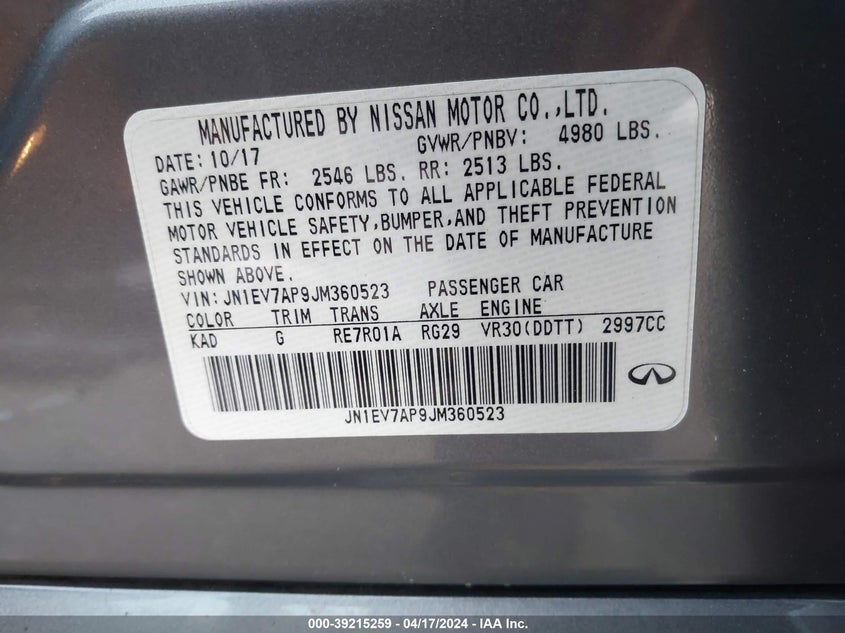 MANUFACTURED BY NISSAN MOTOR CO.,LTD.
DATE: 10/17 GVWR/PNBV: 4980 LBS.
GAWR/PNBE FR: 2546 LBS. RR: 2513 LBS.
THIS VEHICLE CONFORMS TO ALL APPLICABLE FEDERAL
MOTOR VEHICLE SAFETY,BUMPER,AND THEFT PREVENTION
STANDARDS IN EFFECT ON THE DATE OF MANUFACTURE
SHOWN ABOVE.
VIN: JN1EV7AP9JM360523 PASSENGER CAR
COLOR TRIM TRANS AXLE ENGINE
KAD G RE7R01A RG29 VR30(DDTT) 2997CC
JN1EV7AP9JM360523
000-39215259 - 04/17/2024 - IAA Inc.